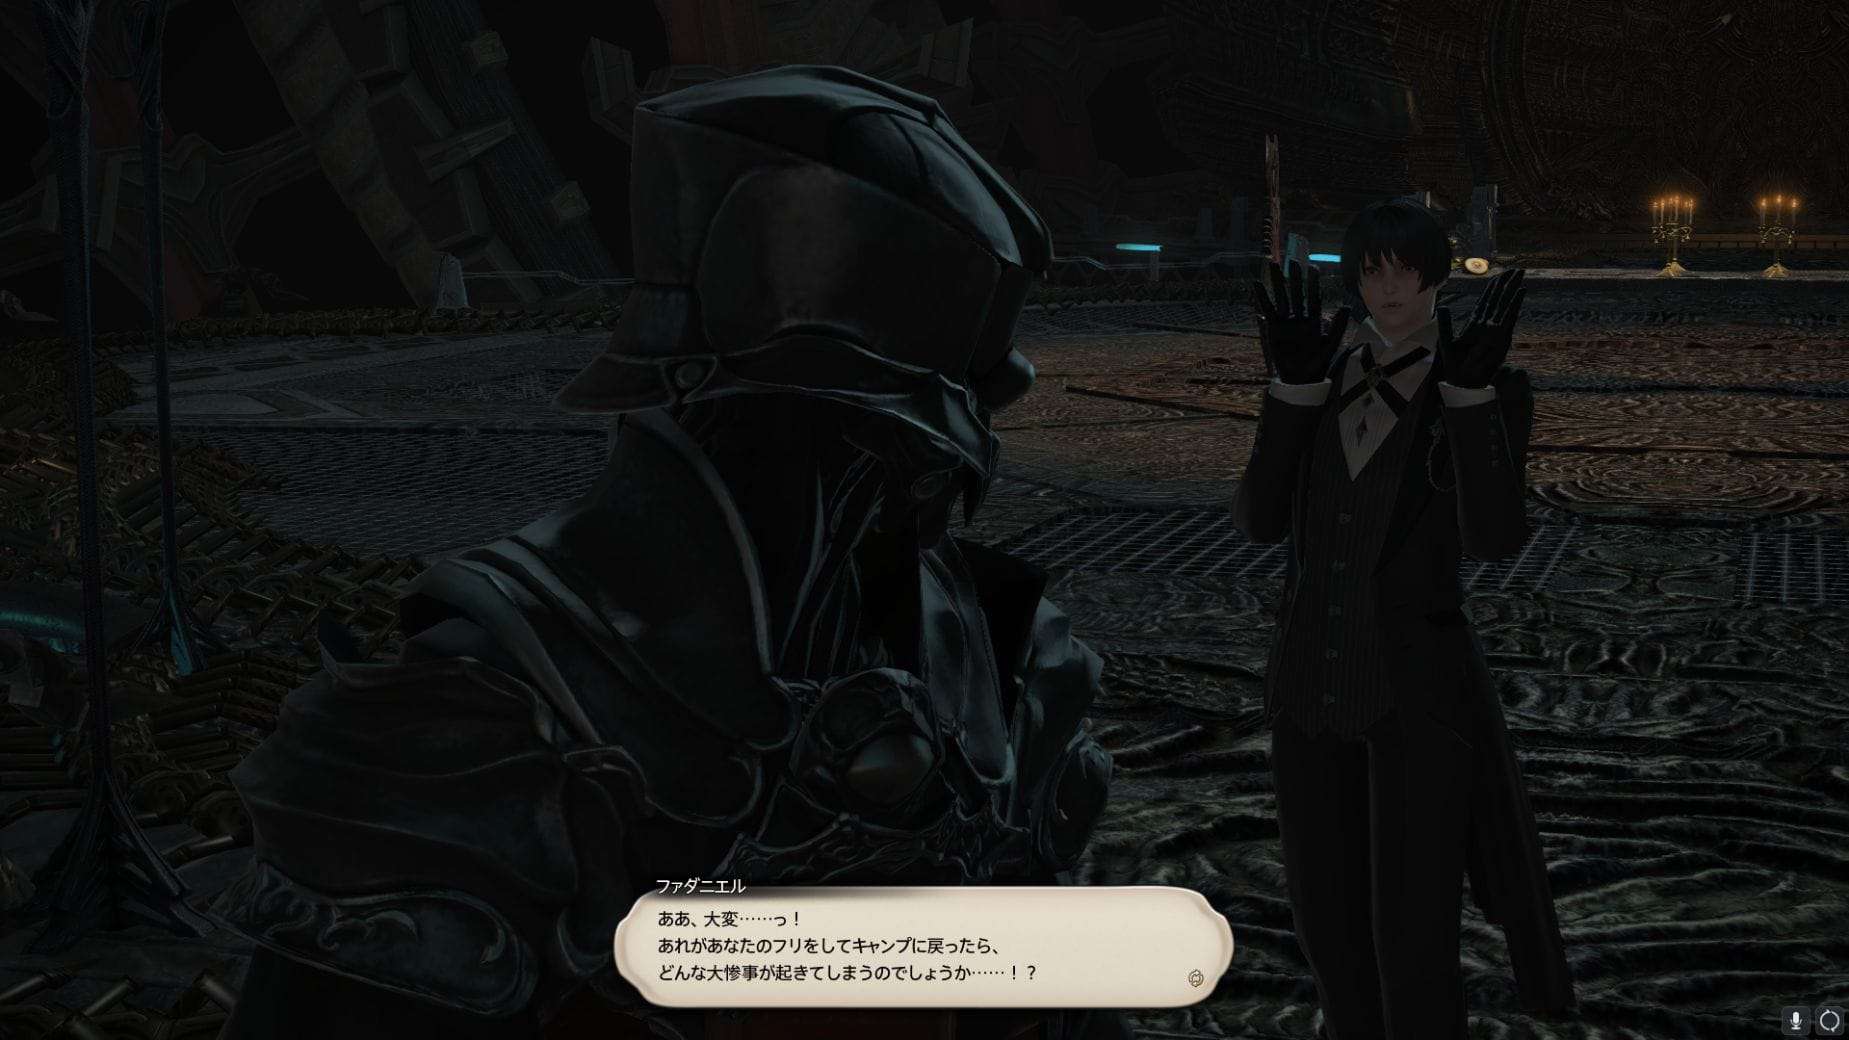 ファダニエル
ああ、大変……っ！
あれがあなたのフリをしてキャンプに戻ったら、
どんな大惨事が起きてしまうのでしょうか……！？